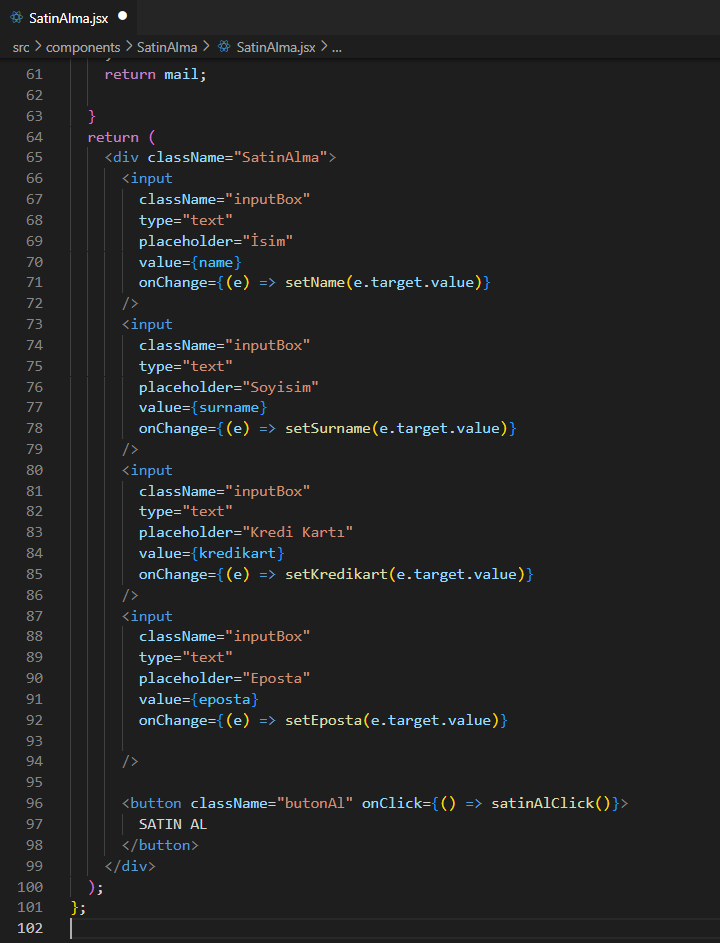 SatinAlma.jsx
src > components > SatinAlma > SatinAlma.jsx > ...
61 return mail;
62
63 }
64 return (
65 <div className="SatinAlma">
66 <input
67 className="inputBox"
68 type="text"
69 placeholder="İsim"
70 value={name}
71 onChange={(e) => setName(e.target.value)}
72 />
73 <input
74 className="inputBox"
75 type="text"
76 placeholder="Soyisim"
77 value={surname}
78 onChange={(e) => setSurname(e.target.value)}
79 />
80 <input
81 className="inputBox"
82 type="text"
83 placeholder="Kredi Kartı"
84 value={kredikart}
85 onChange={(e) => setKredikart(e.target.value)}
86 />
87 <input
88 className="inputBox"
89 type="text"
90 placeholder="Eposta"
91 value={eposta}
92 onChange={(e) => setEposta(e.target.value)}
93
94 />
95
96 <button className="butonAl" onClick={() => satinAlClick()}>
97 SATIN AL
98 </button>
99 </div>
100 );
101 };
102